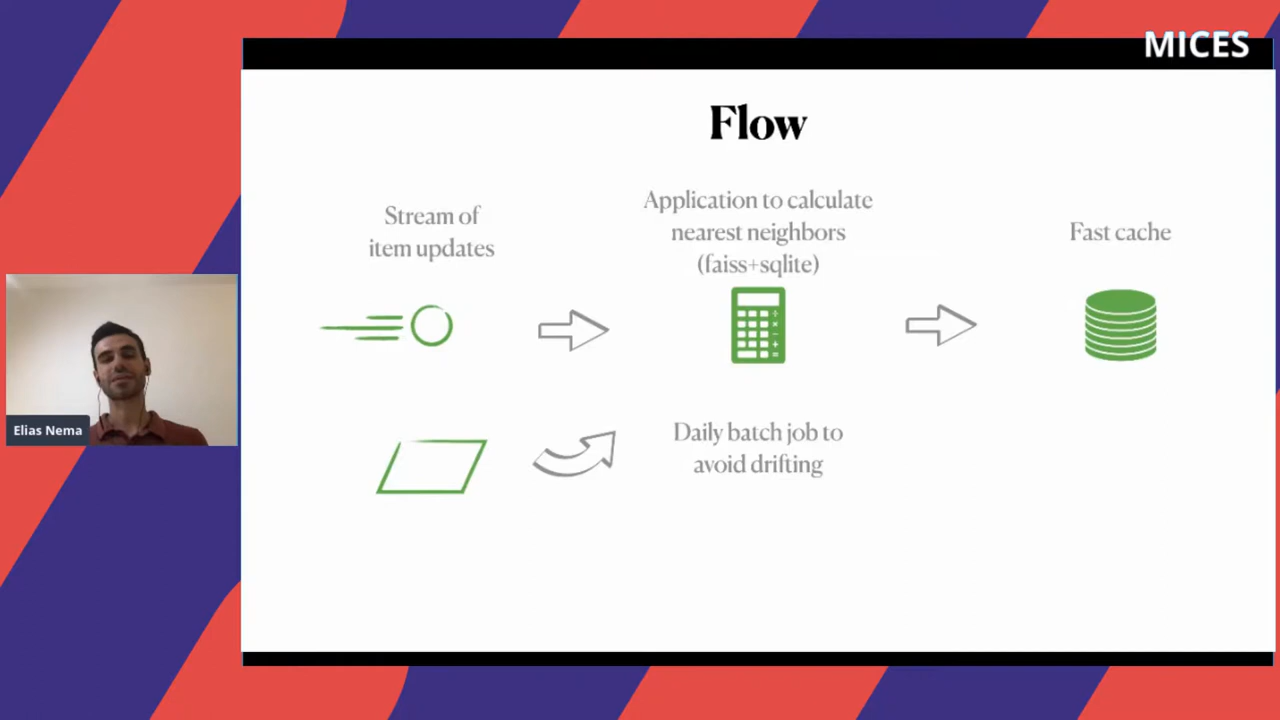 MICES
Flow
Stream of
item updates
Application to calculate
nearest neighbors
(faiss+sqlite)
Fast cache
Daily batch job to
avoid drifting
Elias Nema